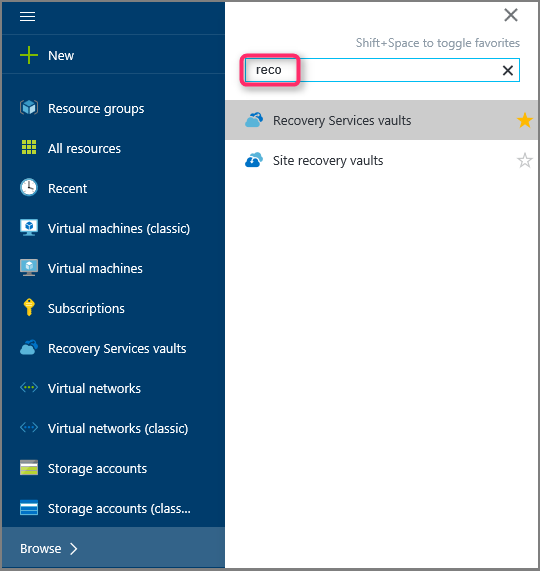 New
Resource groups
All resources
Recent
Virtual machines (classic)
Virtual machines
Subscriptions
Recovery Services vaults
Virtual networks
Virtual networks (classic)
Storage accounts
Storage accounts (class...
Browse
Shift+Space to toggle favorites
reco
Recovery Services vaults
Site recovery vaults